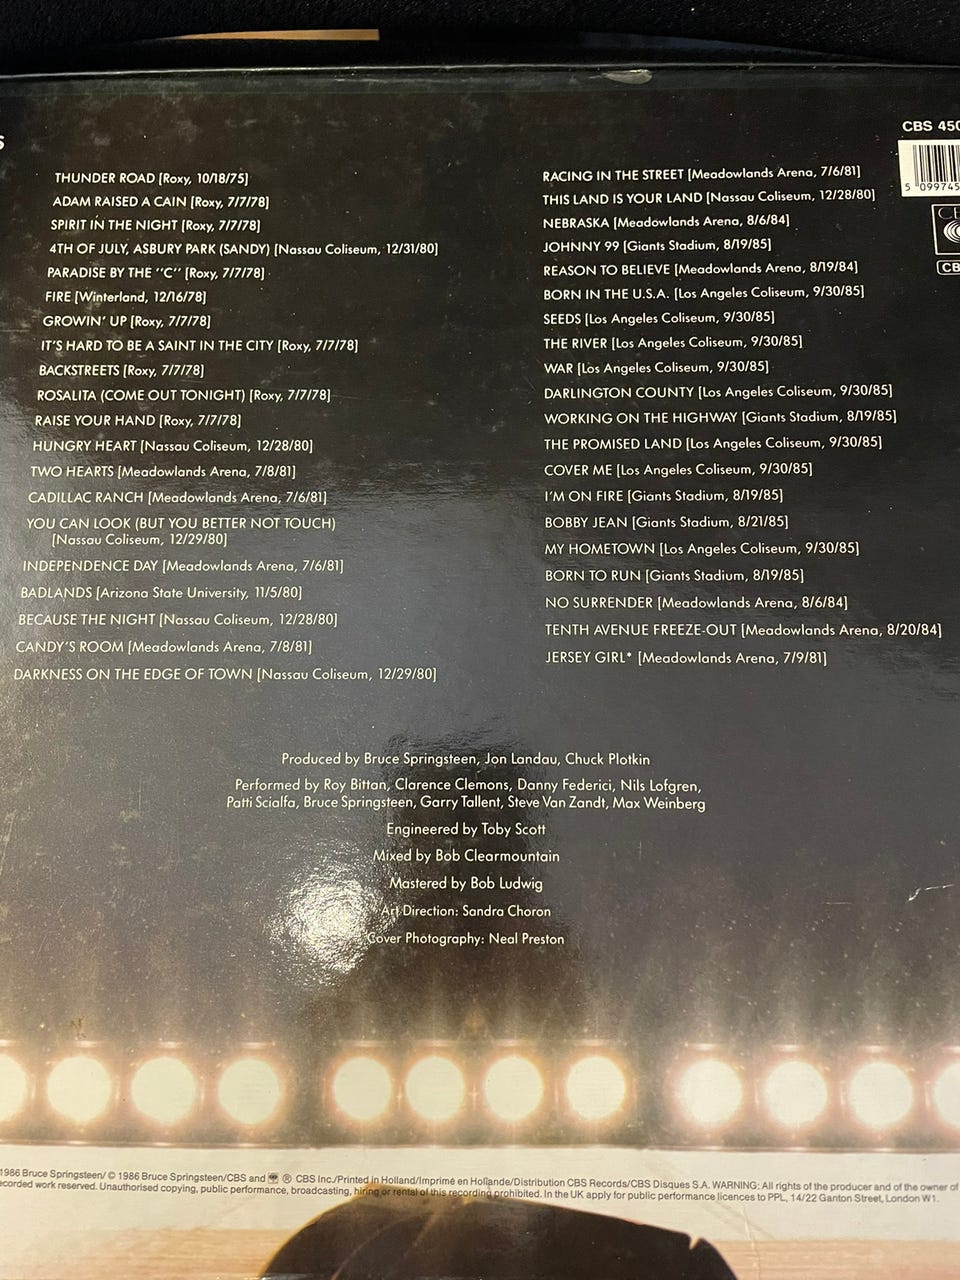 S
CBS 450
THUNDER ROAD [Roxy, 10/18/75]
ADAM RAISED A CAIN [Roxy, 7/7/78]
SPIRIT IN THE NIGHT [Roxy, 7/7/78]
4TH OF JULY, ASBURY PARK (SANDY) [Nassau Coliseum, 12/31/80]
PARADISE BY THE "C" [Roxy, 7/7/78]
FIRE [Winterland, 12/16/78]
GROWIN' UP [Roxy, 7/7/78]
IT'S HARD TO BE A SAINT IN THE CITY [Roxy, 7/7/78]
BACKSTREETS [Roxy, 7/7/78]
ROSALITA (COME OUT TONIGHT) [Roxy, 7/7/78]
RAISE YOUR HAND [Roxy, 7/7/78]
HUNGRY HEART [Nassau Coliseum, 12/28/80]
TWO HEARTS [Meadowlands Arena, 7/8/81]
CADILLAC RANCH [Meadowlands Arena, 7/6/81]
YOU CAN LOOK (BUT YOU BETTER NOT TOUCH)
[Nassau Coliseum, 12/29/80]
INDEPENDENCE DAY [Meadowlands Arena, 7/6/81]
BADLANDS [Arizona State University, 11/5/80]
BECAUSE THE NIGHT [Nassau Coliseum, 12/28/80]
CANDY'S ROOM [Meadowlands Arena, 7/8/81]
DARKNESS ON THE EDGE OF TOWN [Nassau Coliseum, 12/29/80]
RACING IN THE STREET [Meadowlands Arena, 7/6/81]
THIS LAND IS YOUR LAND [Nassau Coliseum, 12/28/80]
NEBRASKA [Meadowlands Arena, 8/6/84]
JOHNNY 99 [Giants Stadium, 8/19/85]
REASON TO BELIEVE [Meadowlands Arena, 8/19/84]
BORN IN THE U.S.A. [Los Angeles Coliseum, 9/30/85]
SEEDS [Los Angeles Coliseum, 9/30/85]
THE RIVER [Los Angeles Coliseum, 9/30/85]
WAR [Los Angeles Coliseum, 9/30/85]
DARLINGTON COUNTY [Los Angeles Coliseum, 9/30/85]
WORKING ON THE HIGHWAY [Giants Stadium, 8/19/85]
THE PROMISED LAND [Los Angeles Coliseum, 9/30/85]
COVER ME [Los Angeles Coliseum, 9/30/85]
I'M ON FIRE [Giants Stadium, 8/19/85]
BOBBY JEAN [Giants Stadium, 8/21/85]
MY HOMETOWN [Los Angeles Coliseum, 9/30/85]
BORN TO RUN [Giants Stadium, 8/19/85]
NO SURRENDER [Meadowlands Arena, 8/6/84]
TENTH AVENUE FREEZE-OUT [Meadowlands Arena, 8/20/84]
JERSEY GIRL* [Meadowlands Arena, 7/9/81]
5 099745
CB
CB
Produced by Bruce Springsteen, Jon Landau, Chuck Plotkin
Performed by Roy Bittan, Clarence Clemons, Danny Federici, Nils Lofgren,
Patti Scialfa, Bruce Springsteen, Garry Tallent, Steve Van Zandt, Max Weinberg
Engineered by Toby Scott
Mixed by Bob Clearmountain
Mastered by Bob Ludwig
Art Direction: Sandra Choron
Cover Photography: Neal Preston
1986 Bruce Springsteen/ © 1986 Bruce Springsteen/CBS and ® CBS Inc./Printed in Holland/Imprimé en Hollande/Distribution CBS Records/CBS Disques S.A. WARNING: All rights of the producer and of the owner of
ecorded work reserved. Unauthorised copying, public performance, broadcasting, hiring or rental of this recording prohibited. In the UK apply for public performance licences to PPL, 14/22 Ganton Street, London W1.